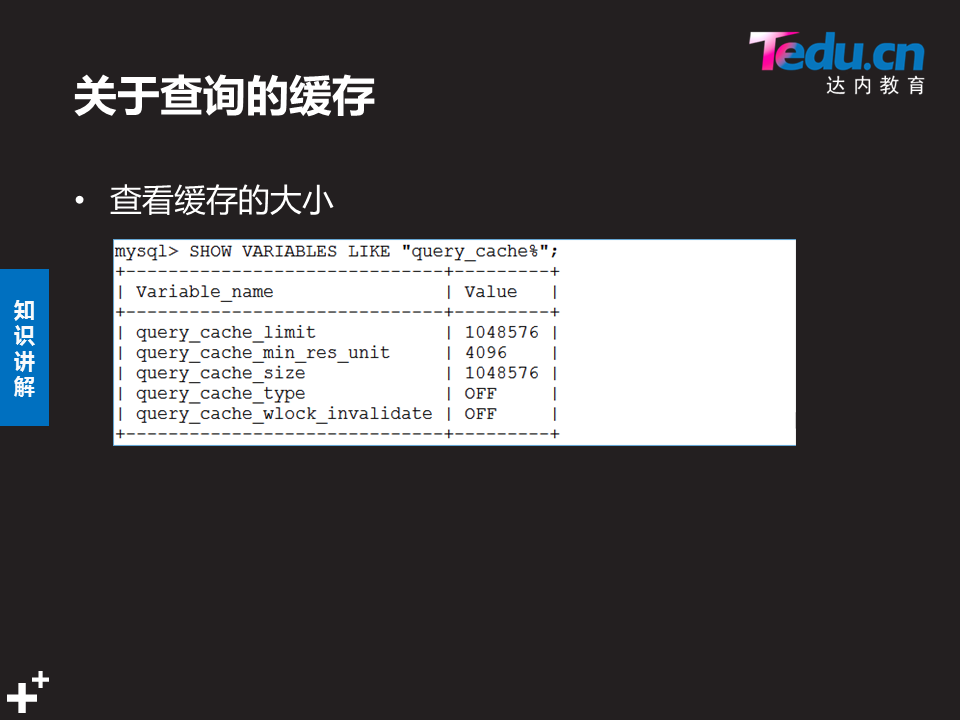 Tedu.cn
达内教育
关于查询的缓存
• 查看缓存的大小
mysql> SHOW VARIABLES LIKE "query_cache%";
+------------------------------+---------+
| Variable_name                | Value   |
+------------------------------+---------+
| query_cache_limit            | 1048576 |
| query_cache_min_res_unit     | 4096    |
| query_cache_size             | 1048576 |
| query_cache_type             | OFF     |
| query_cache_wlock_invalidate | OFF     |
+------------------------------+---------+
知识讲解